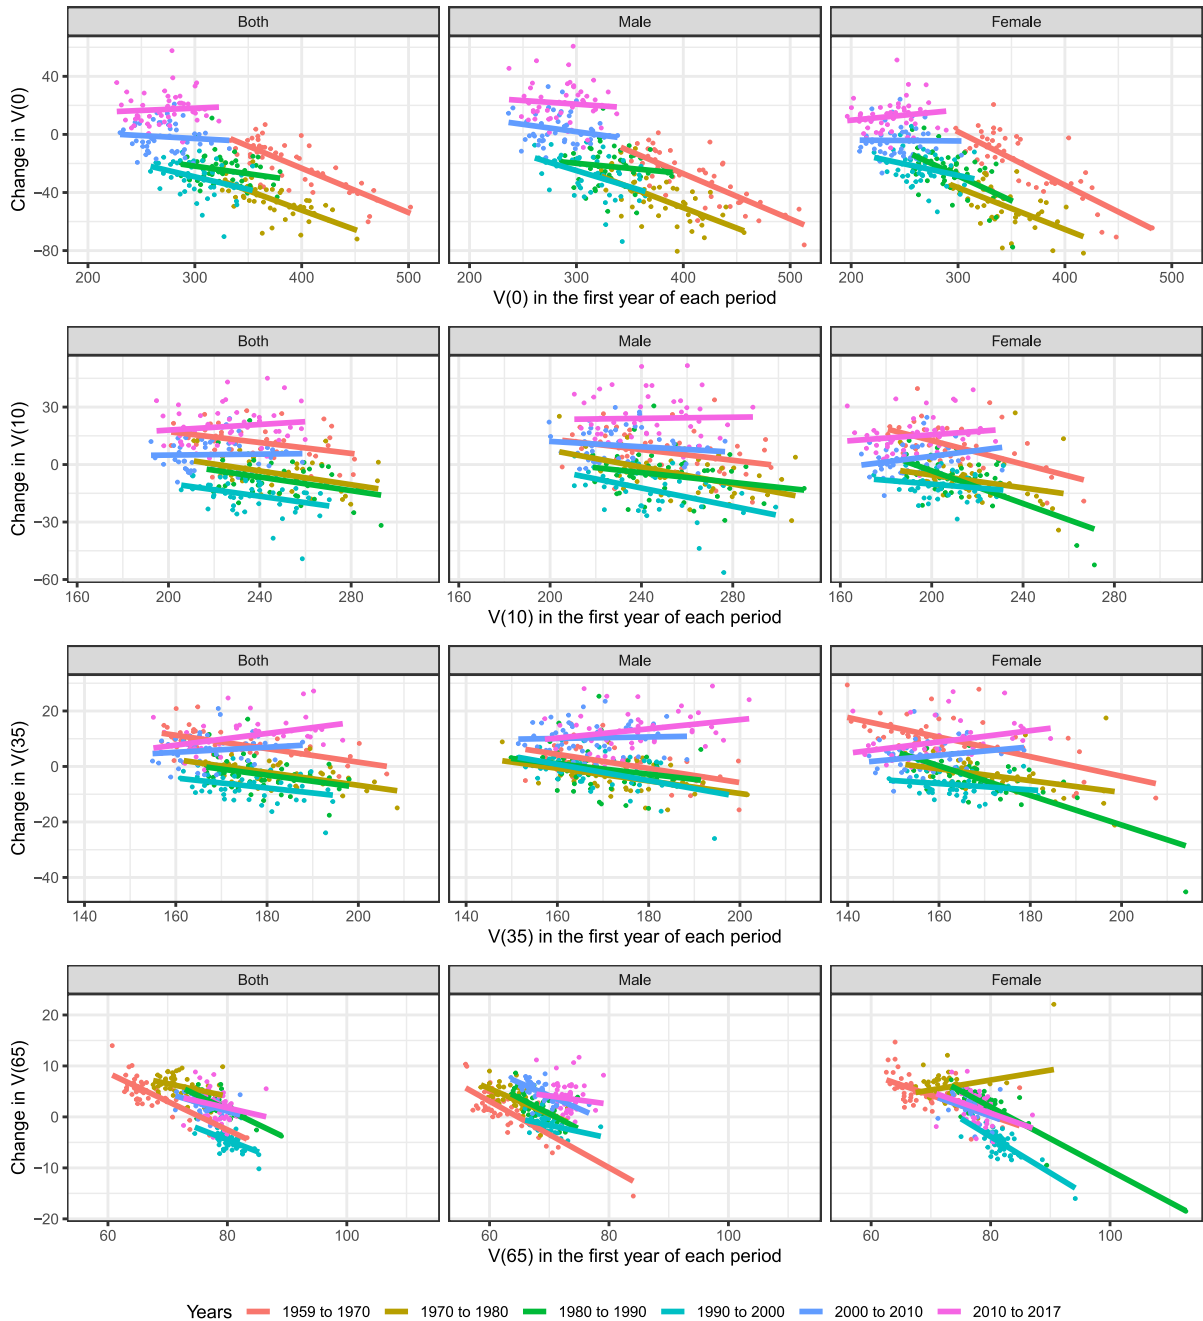 Both Male Female
Change in V(0)
40
0
−40
−80
200 300 400 500 200 300 400 500 200 300 400 500
V(0) in the first year of each period
Both Male Female
Change in V(10)
30
0
−30
−60
160 200 240 280 160 200 240 280 160 200 240 280
V(10) in the first year of each period
Both Male Female
Change in V(35)
20
0
−20
−40
140 160 180 200 140 160 180 200 140 160 180 200
V(35) in the first year of each period
Both Male Female
Change in V(65)
20
10
0
−10
−20
60 80 100 60 80 100 60 80 100
V(65) in the first year of each period
Years 1959 to 1970 1970 to 1980 1980 to 1990 1990 to 2000 2000 to 2010 2010 to 2017